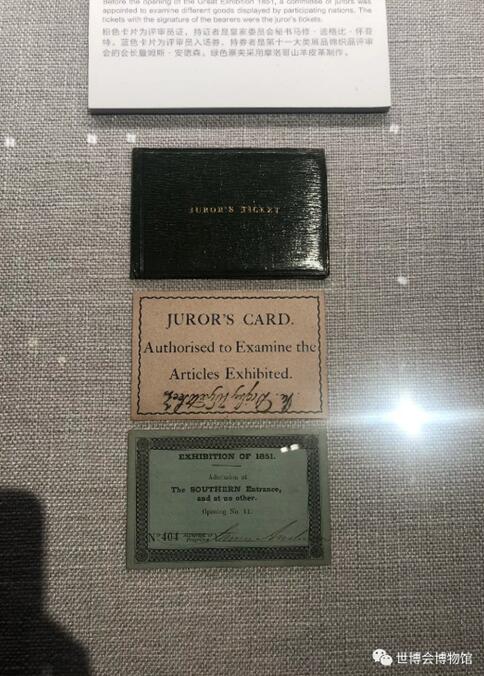 Before the opening of the Great Exhibition 1851, a committee of jurors was
appointed to examine different goods displayed by participating nations. The
tickets with the signature of the bearers were the juror's tickets.
粉色卡片为评审员证，持证者是皇家委员会秘书马修·迪格比·怀亚
特。蓝色卡片为评审员入场券，持券者是第十一大类展品棉织品评审
会的会长詹姆斯·安德森。绿色票夹采用摩洛哥山羊皮革制作。
JUROR'S TICKET
JUROR'S CARD.
Authorised to Examine the
Articles Exhibited.
EXHIBITION OF 1851.
Admission at
The SOUTHERN Entrance,
and at no other.
Opening No. 11.
Nº 404
世博会博物馆